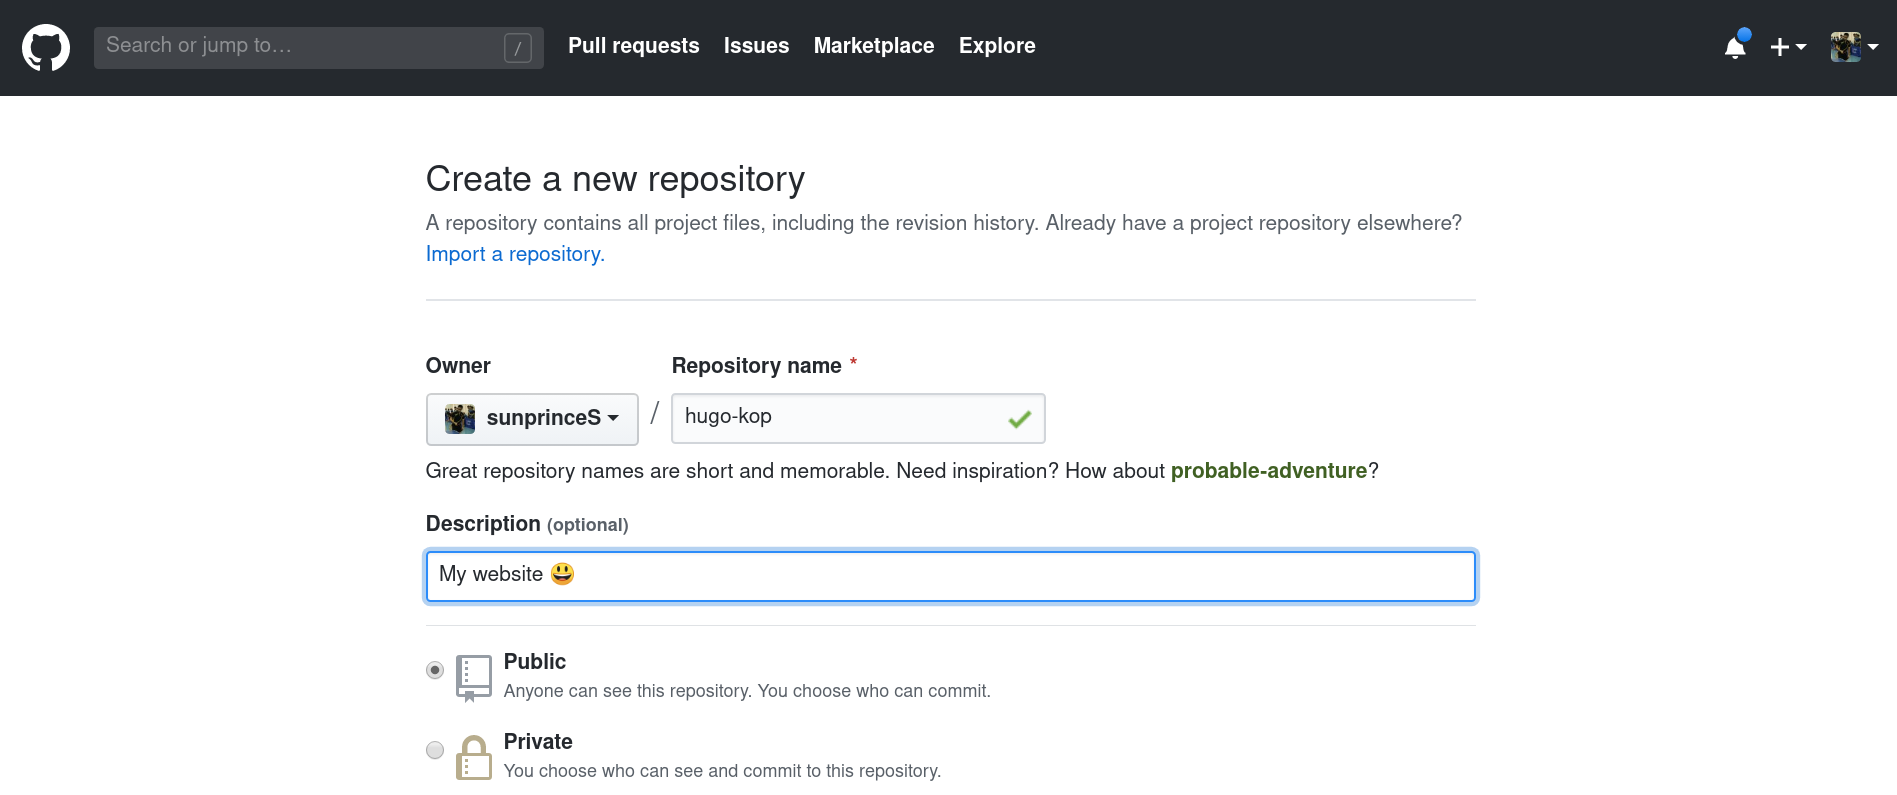 Search or jump to… /
Pull requests Issues Marketplace Explore
Create a new repository
A repository contains all project files, including the revision history. Already have a project repository elsewhere?
Import a repository.
Owner Repository name *
sunprinceS / hugo-kop
Great repository names are short and memorable. Need inspiration? How about probable-adventure?
Description (optional)
My website 😃
Public
Anyone can see this repository. You choose who can commit.
Private
You choose who can see and commit to this repository.